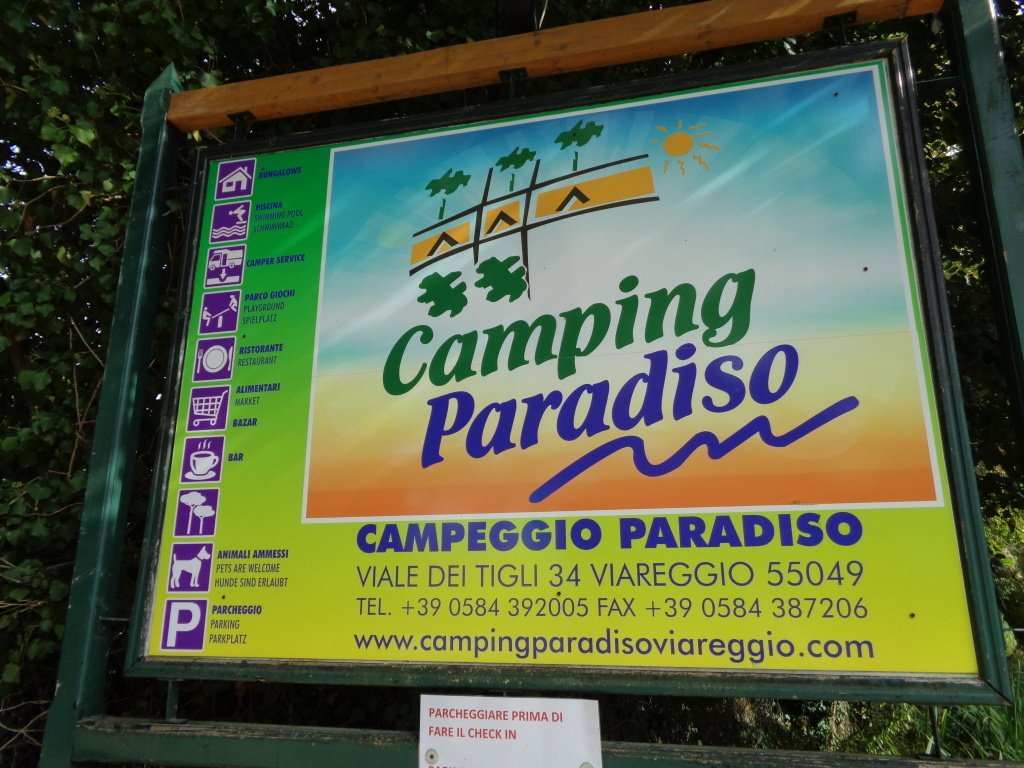 BUNGALOWS
PISCINA
SWIMMING POOL
SCHWIMMBAD
CAMPER SERVICE
PARCO GIOCHI
PLAYGROUND
SPIELPLATZ
RISTORANTE
RESTAURANT
ALIMENTARI
MARKET
BAZAR
BAR
ANIMALI AMMESSI
PETS ARE WELCOME
HUNDE SIND ERLAUBT
P
PARCHEGGIO
PARKING
PARKPLATZ
Camping
Paradiso
CAMPEGGIO PARADISO
VIALE DEI TIGLI 34 VIAREGGIO 55049
TEL. +39 0584 392005 FAX +39 0584 387206
www.campingparadisoviareggio.com
PARCHEGGIARE PRIMA DI
FARE IL CHECK IN